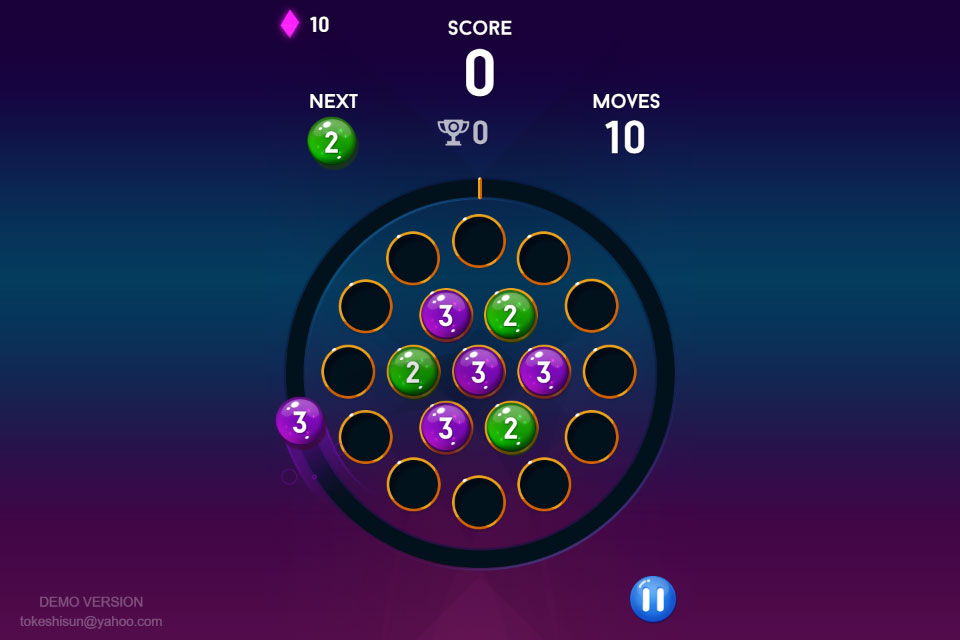 10
SCORE
0
NEXT
MOVES
2
0
10
3 2
2 3 3
3
3 2
DEMO VERSION
tokeshisun@yahoo.com